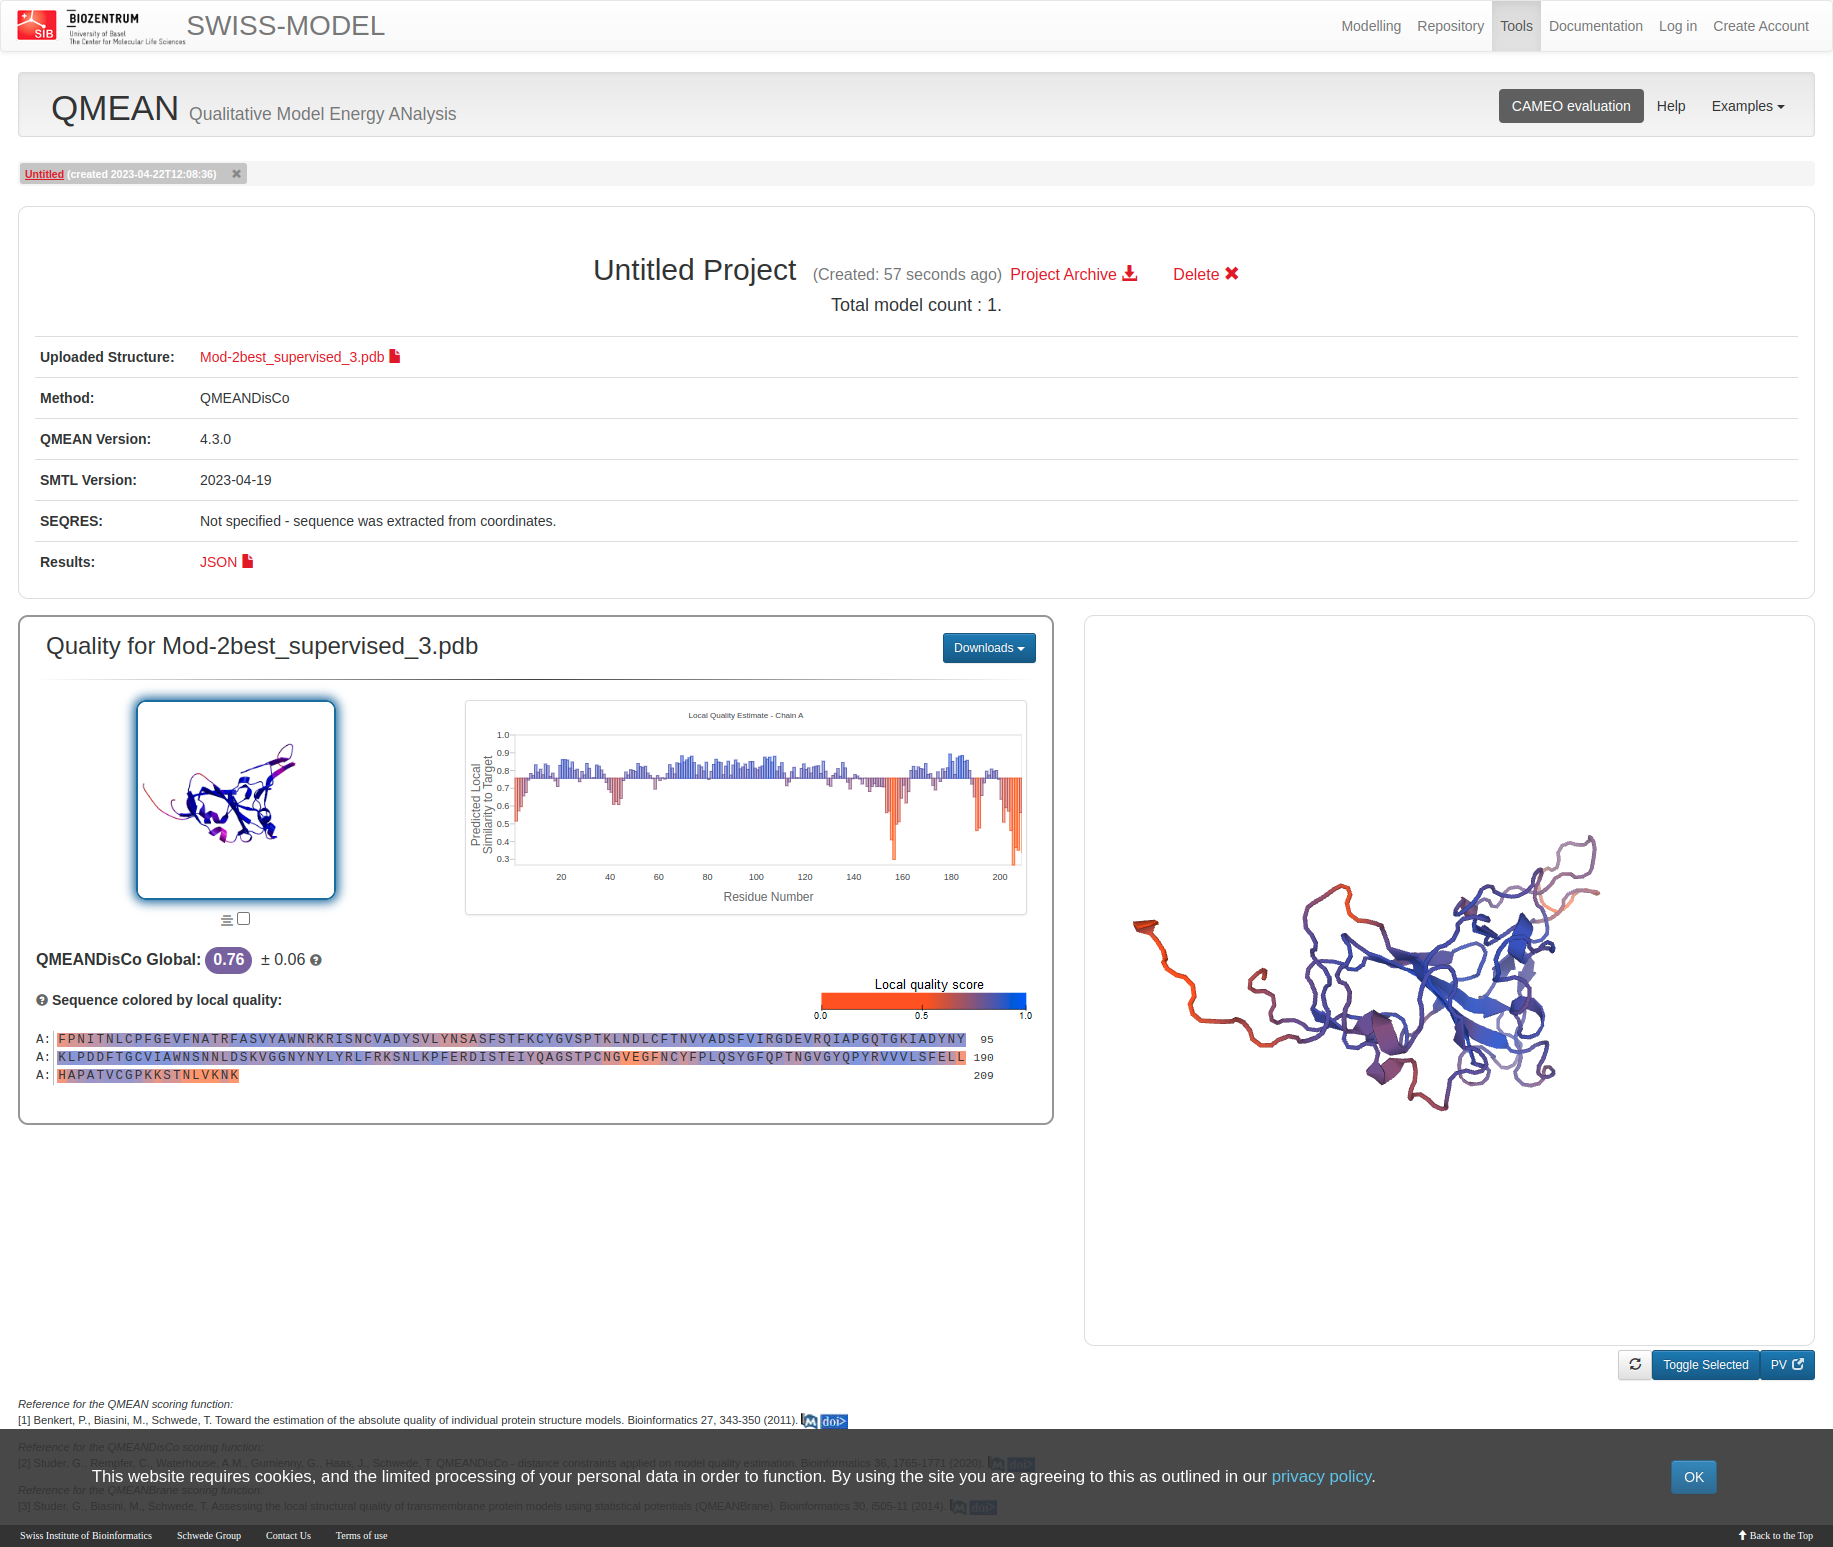 SIB
BIOZENTRUM
University of Basel
The Center for Molecular Life Sciences
SWISS-MODEL
Modelling
Repository
Tools
Documentation
Log in
Create Account
QMEAN Qualitative Model Energy ANalysis
CAMEO evaluation
Help
Examples
Untitled (created 2023-04-22T12:08:36)
Untitled Project (Created: 57 seconds ago) Project Archive Delete
Total model count : 1.
Uploaded Structure: Mod-2best_supervised_3.pdb
Method: QMEANDisCo
QMEAN Version: 4.3.0
SMTL Version: 2023-04-19
SEQRES: Not specified - sequence was extracted from coordinates.
Results: JSON
Quality for Mod-2best_supervised_3.pdb
Downloads
Local Quality Estimate - Chain A
Predicted Local
Similarity to Target
1.0
0.9
0.8
0.7
0.6
0.5
0.4
0.3
20 40 60 80 100 120 140 160 180 200
Residue Number
QMEANDisCo Global: 0.76 ± 0.06
Sequence colored by local quality:
Local quality score
0.0 0.5 1.0
A: FPNITNLCPFGEVFNATRFASVYAWNRKRISNCVADYSVLYNSASFSTFKCYGVSPTKLNDLCFTNVYADSFVIRGDEVRQIAPGQTGKIADYNY 95
A: KLPDDFTGCVIAWNSNNLDSKVGGNYNYLYRLFRKSNLKPFERDISTEIYQAGSTPCNGVEGFNCYFPLQSYGFQPTNGVGYQPYRVVVLSFELL 190
A: HAPATVCGPKKSTNLVKNK 209
Toggle Selected
PV
Reference for the QMEAN scoring function:
[1] Benkert, P., Biasini, M., Schwede, T. Toward the estimation of the absolute quality of individual protein structure models. Bioinformatics 27, 343-350 (2011). M doi>
Reference for the QMEANDisCo scoring function:
[2] Studer, G., Rempfer, C., Waterhouse, A.M., Gumienny, G., Haas, J., Schwede, T. QMEANDisCo - distance constraints applied on model quality estimation. Bioinformatics 36, 1765-1771 (2020). M doi>
This website requires cookies, and the limited processing of your personal data in order to function. By using the site you are agreeing to this as outlined in our privacy policy.
OK
Reference for the QMEANBrane scoring function:
[3] Studer, G., Biasini, M., Schwede, T. Assessing the local structural quality of transmembrane protein models using statistical potentials (QMEANBrane). Bioinformatics 30, i505-11 (2014). M doi>
Swiss Institute of Bioinformatics
Schwede Group
Contact Us
Terms of use
Back to the Top